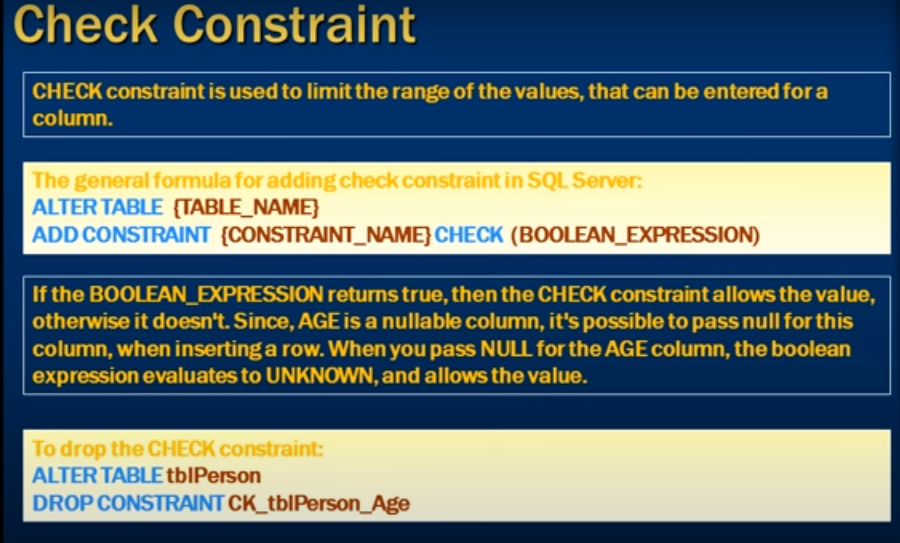 Check Constraint
CHECK constraint is used to limit the range of the values, that can be entered for a
column.
The general formula for adding check constraint in SQL Server:
ALTER TABLE {TABLE_NAME}
ADD CONSTRAINT {CONSTRAINT_NAME} CHECK (BOOLEAN_EXPRESSION)
If the BOOLEAN_EXPRESSION returns true, then the CHECK constraint allows the value,
otherwise it doesn't. Since, AGE is a nullable column, it's possible to pass null for this
column, when inserting a row. When you pass NULL for the AGE column, the boolean
expression evaluates to UNKNOWN, and allows the value.
To drop the CHECK constraint:
ALTER TABLE tblPerson
DROP CONSTRAINT CK_tblPerson_Age